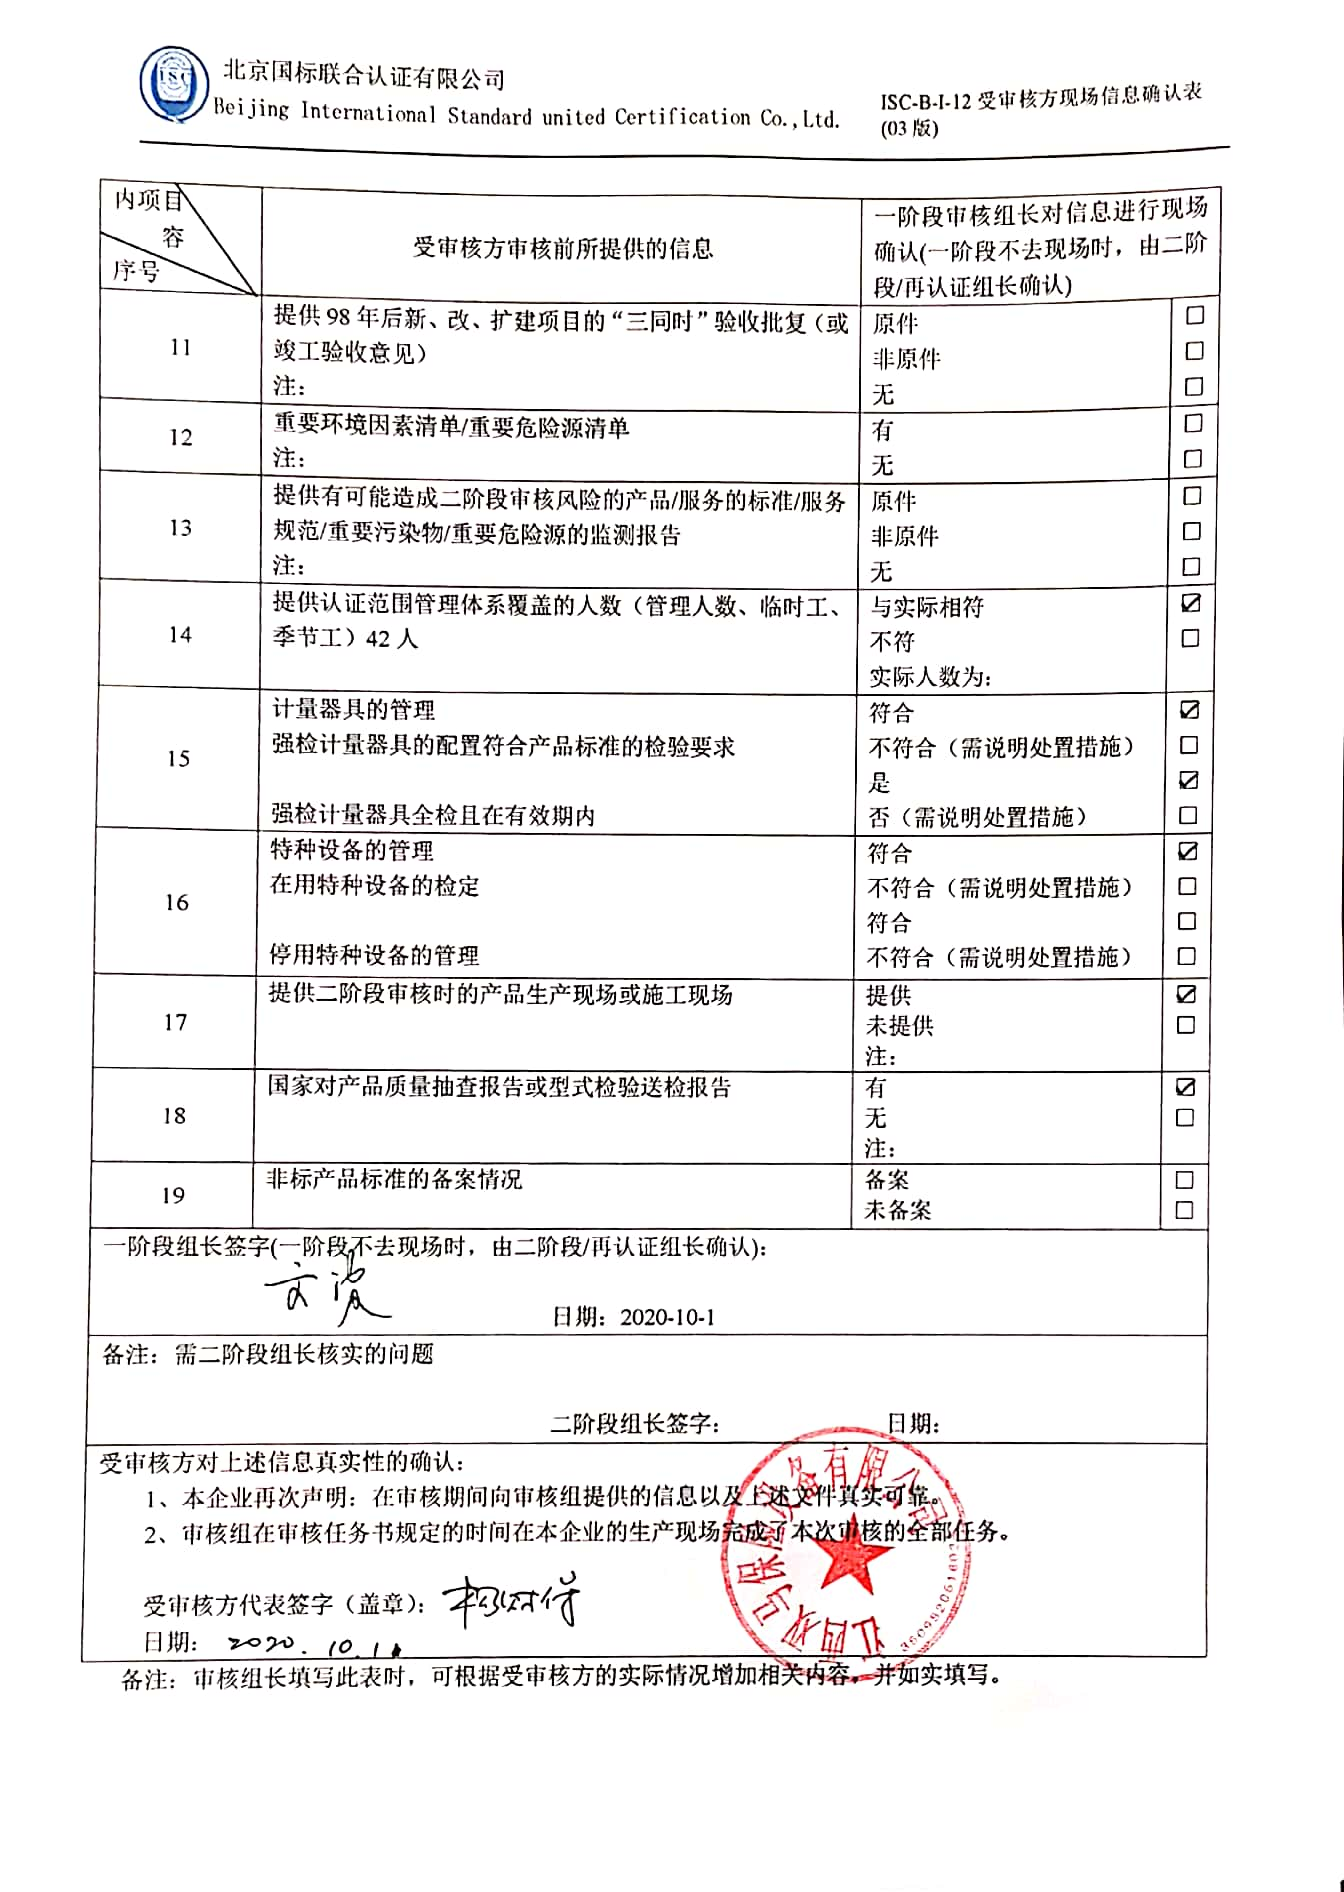 ISC
北京国标联合认证有限公司
Beijing International Standard united Certification Co.,Ltd.
ISC-B-I-12 受审核方现场信息确认表
(03 版)
内项目
容
序号
受审核方审核前所提供的信息
一阶段审核组长对信息进行现场
确认(一阶段不去现场时，由二阶
段/再认证组长确认)
11
提供 98 年后新、改、扩建项目的“三同时”验收批复（或
竣工验收意见）
注：
原件 □
非原件 □
无 □
12
重要环境因素清单/重要危险源清单
注：
有 □
无 □
13
提供有可能造成二阶段审核风险的产品/服务的标准/服务
规范/重要污染物/重要危险源的监测报告
注：
原件 □
非原件 □
无 □
14
提供认证范围管理体系覆盖的人数（管理人数、临时工、
季节工）42 人
与实际相符 ☑
不符 □
实际人数为:
15
计量器具的管理
强检计量器具的配置符合产品标准的检验要求
强检计量器具全检且在有效期内
符合 ☑
不符合（需说明处置措施） □
是 ☑
否（需说明处置措施） □
16
特种设备的管理
在用特种设备的检定
停用特种设备的管理
符合 ☑
不符合（需说明处置措施） □
符合 □
不符合（需说明处置措施） □
17
提供二阶段审核时的产品生产现场或施工现场
提供 ☑
未提供 □
注：
18
国家对产品质量抽查报告或型式检验送检报告
有 ☑
无 □
注：
19
非标产品标准的备案情况
备案 □
未备案 □
一阶段组长签字(一阶段不去现场时，由二阶段/再认证组长确认):
文波
日期：2020-10-1
备注：需二阶段组长核实的问题
二阶段组长签字： 日期：
受审核方对上述信息真实性的确认：
1、本企业再次声明：在审核期间向审核组提供的信息以及上述文件真实可靠。
2、审核组在审核任务书规定的时间在本企业的生产现场完成了本次审核的全部任务。
受审核方代表签字（盖章）：
日期： 2020.10.1
江西双马保险设备有限公司
备注：审核组长填写此表时，可根据受审核方的实际情况增加相关内容，并如实填写。